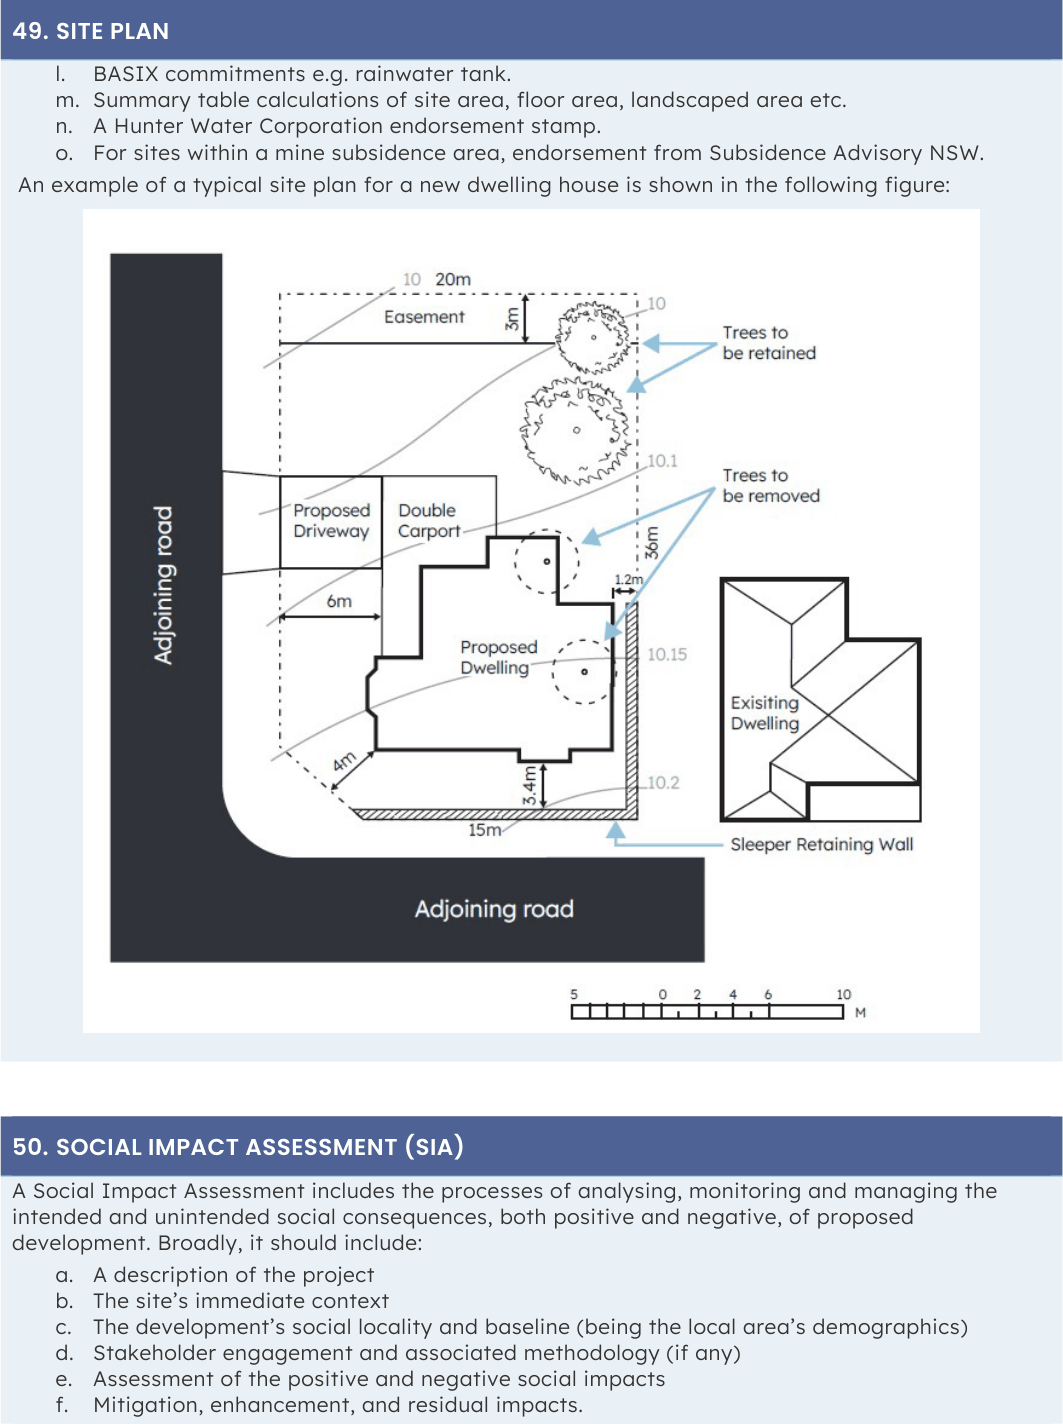 49. SITE PLAN
l. BASIX commitments e.g. rainwater tank.
m. Summary table calculations of site area, floor area, landscaped area etc.
n. A Hunter Water Corporation endorsement stamp.
o. For sites within a mine subsidence area, endorsement from Subsidence Advisory NSW.
An example of a typical site plan for a new dwelling house is shown in the following figure:
10 20m
Easement
3m
10
Trees to
be retained
10.1
Trees to
be removed
Proposed
Driveway
Double
Carport
36m
Adjoining road
1.2m
6m
Proposed
Dwelling
10.15
Exisiting
Dwelling
4m
3.4m
10.2
15m
Sleeper Retaining Wall
Adjoining road
5 0 2 4 6 10
M
50. SOCIAL IMPACT ASSESSMENT (SIA)
A Social Impact Assessment includes the processes of analysing, monitoring and managing the
intended and unintended social consequences, both positive and negative, of proposed
development. Broadly, it should include:
a. A description of the project
b. The site’s immediate context
c. The development’s social locality and baseline (being the local area’s demographics)
d. Stakeholder engagement and associated methodology (if any)
e. Assessment of the positive and negative social impacts
f. Mitigation, enhancement, and residual impacts.